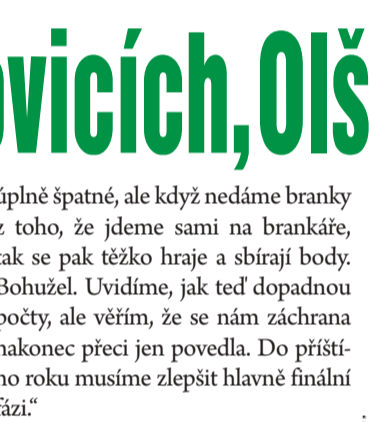 ovicích, Olš
úplně špatné, ale když nedáme branky
z toho, že jdeme sami na brankáře,
tak se pak těžko hraje a sbírají body.
Bohužel. Uvidíme, jak teď dopadnou
počty, ale věřím, že se nám záchrana
nakonec přeci jen povedla. Do příští-
ho roku musíme zlepšit hlavně finální
fázi.“